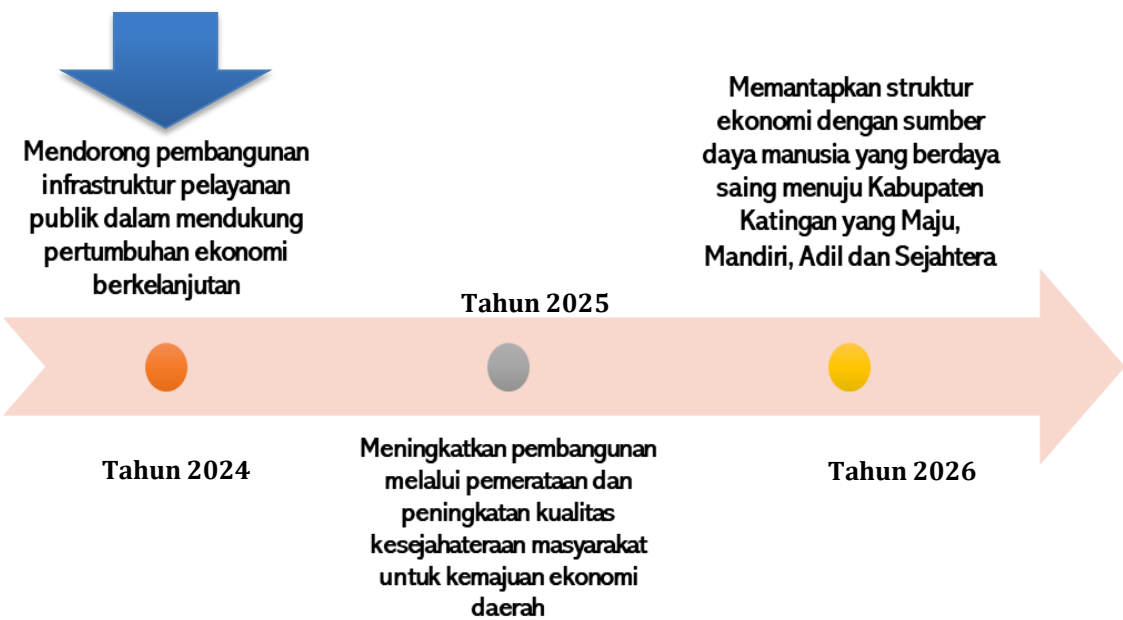 Mendorong pembangunan
infrastruktur pelayanan
publik dalam mendukung
pertumbuhan ekonomi
berkelanjutan
Tahun 2024
Tahun 2025
Meningkatkan pembangunan
melalui pemerataan dan
peningkatan kualitas
kesejahateraan masyarakat
untuk kemajuan ekonomi
daerah
Memantapkan struktur
ekonomi dengan sumber
daya manusia yang berdaya
saing menuju Kabupaten
Katingan yang Maju,
Mandiri, Adil dan Sejahtera
Tahun 2026